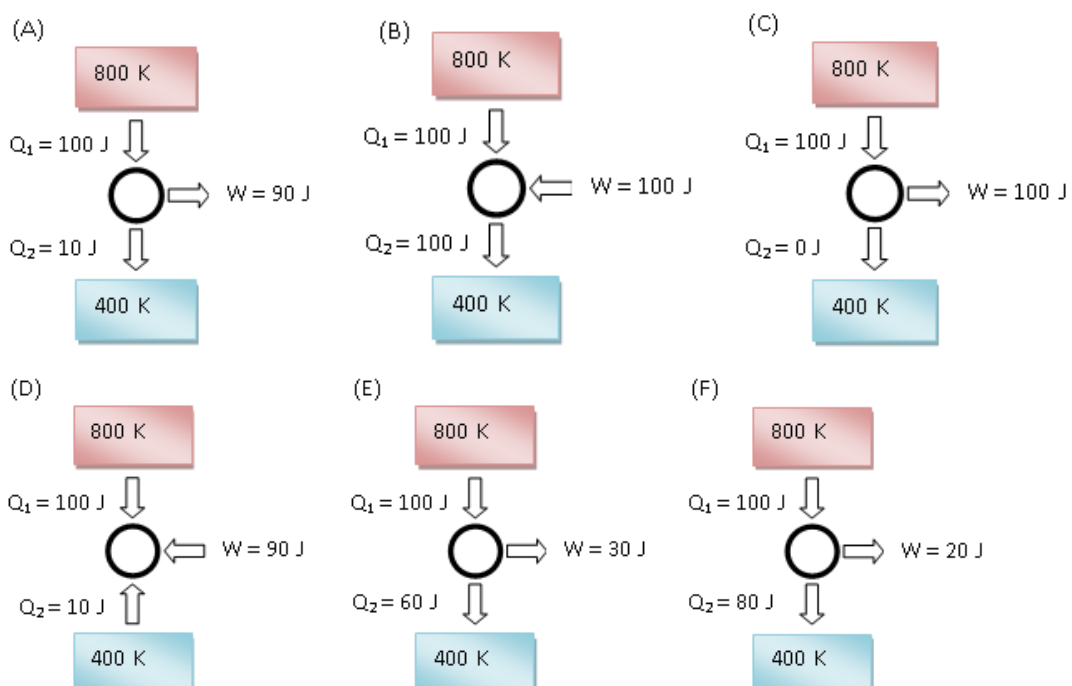 (A)
800 K
Q₁ = 100 J
W = 90 J
Q₂ = 10 J
400 K
(B)
800 K
Q₁ = 100 J
W = 100 J
Q₂ = 100 J
400 K
(C)
800 K
Q₁ = 100 J
W = 100 J
Q₂ = 0 J
400 K
(D)
800 K
Q₁ = 100 J
W = 90 J
Q₂ = 10 J
400 K
(E)
800 K
Q₁ = 100 J
W = 30 J
Q₂ = 60 J
400 K
(F)
800 K
Q₁ = 100 J
W = 20 J
Q₂ = 80 J
400 K